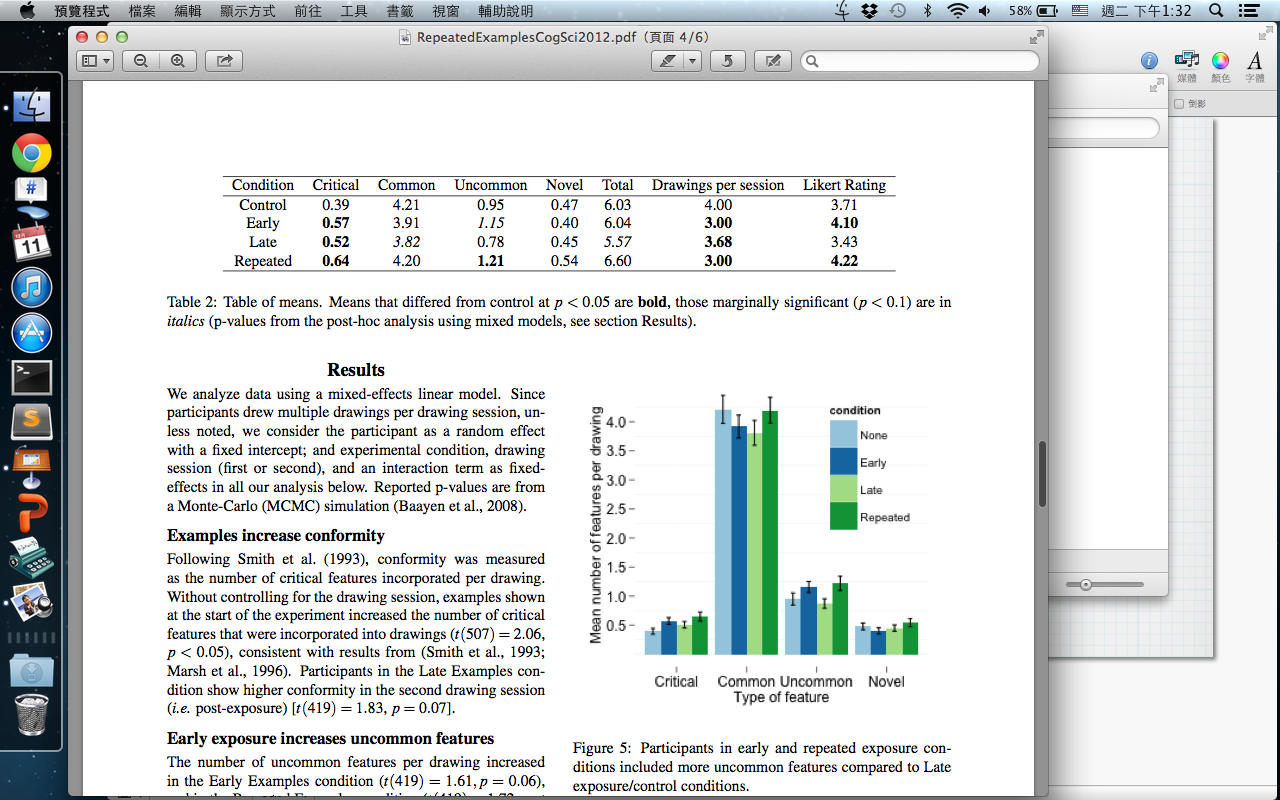 預覽程式 檔案 編輯 顯示方式 前往 工具 書籤 視窗 輔助說明 58% 週二 下午1:32
RepeatedExamplesCogSci2012.pdf（頁面 4/6）
媒體 顏色 字體
倒影
Condition Critical Common Uncommon Novel Total Drawings per session Likert Rating
Control 0.39 4.21 0.95 0.47 6.03 4.00 3.71
Early 0.57 3.91 1.15 0.40 6.04 3.00 4.10
Late 0.52 3.82 0.78 0.45 5.57 3.68 3.43
Repeated 0.64 4.20 1.21 0.54 6.60 3.00 4.22
Table 2: Table of means. Means that differed from control at p < 0.05 are bold, those marginally significant (p < 0.1) are in
italics (p-values from the post-hoc analysis using mixed models, see section Results).
Results
We analyze data using a mixed-effects linear model. Since
participants drew multiple drawings per drawing session, un-
less noted, we consider the participant as a random effect
with a fixed intercept; and experimental condition, drawing
session (first or second), and an interaction term as fixed-
effects in all our analysis below. Reported p-values are from
a Monte-Carlo (MCMC) simulation (Baayen et al., 2008).
Examples increase conformity
Following Smith et al. (1993), conformity was measured
as the number of critical features incorporated per drawing.
Without controlling for the drawing session, examples shown
at the start of the experiment increased the number of critical
features that were incorporated into drawings (t(507) = 2.06,
p < 0.05), consistent with results from (Smith et al., 1993;
Marsh et al., 1996). Participants in the Late Examples con-
dition show higher conformity in the second drawing session
(i.e. post-exposure) [t(419) = 1.83, p = 0.07].
Early exposure increases uncommon features
The number of uncommon features per drawing increased
in the Early Examples condition (t(419) = 1.61, p = 0.06),
Mean number of features per drawing
4.0
3.5
3.0
2.5
2.0
1.5
1.0
0.5
condition
None
Early
Late
Repeated
Critical Common Uncommon Novel
Type of feature
Figure 5: Participants in early and repeated exposure con-
ditions included more uncommon features compared to Late
exposure/control conditions.
#
11
>_
S